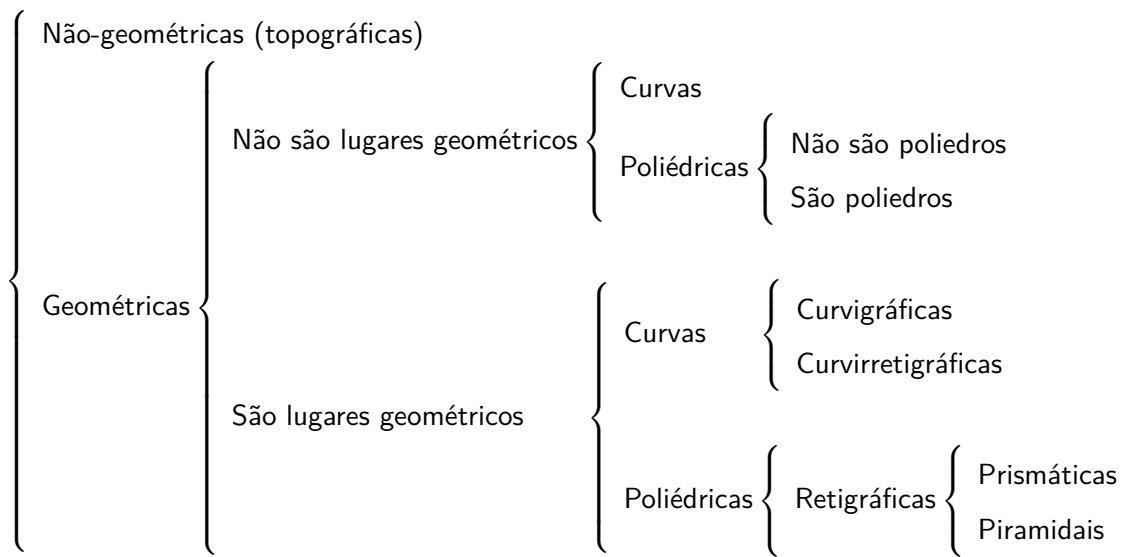 Não-geométricas (topográficas)
Geométricas
Não são lugares geométricos
Curvas
Poliédricas
Não são poliedros
São poliedros
São lugares geométricos
Curvas
Curvigráficas
Curvirretigráficas
Poliédricas
Retigráficas
Prismáticas
Piramidais